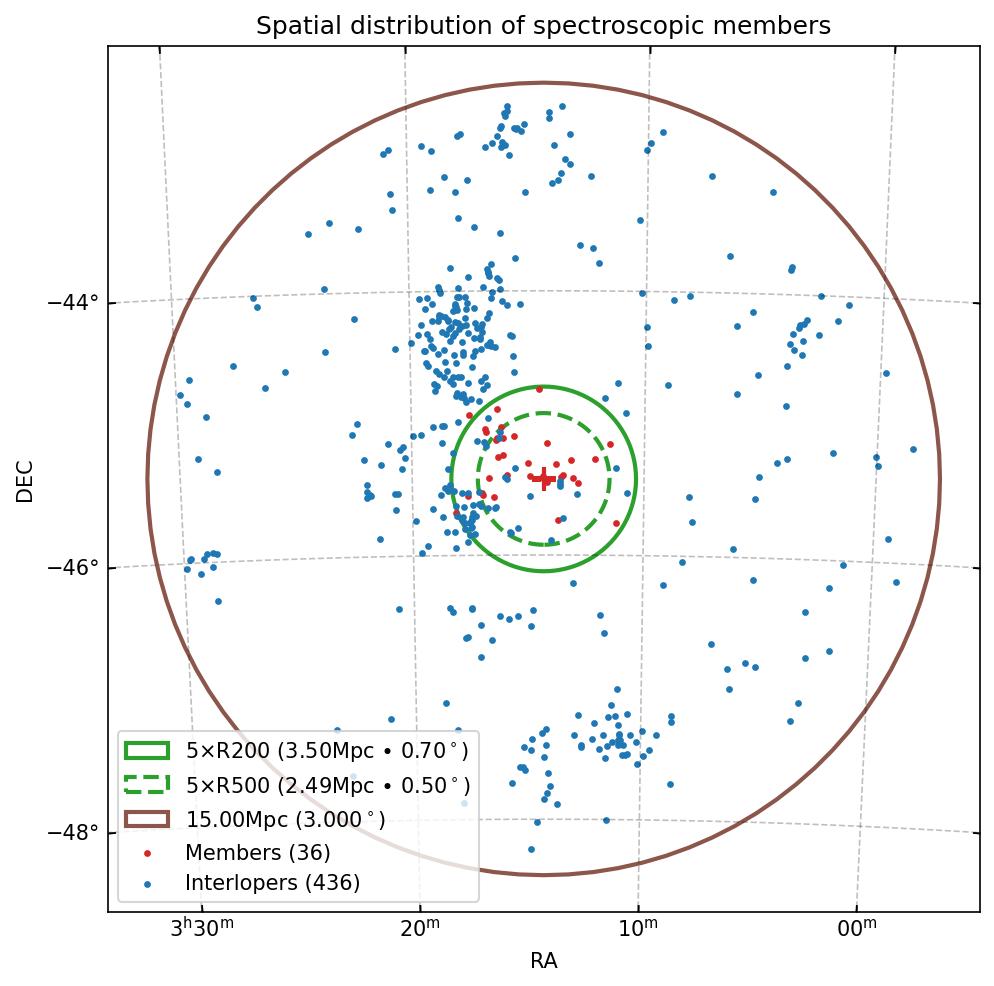 Spatial distribution of spectroscopic members
DEC
−44°
−46°
−48°
5×R200 (3.50Mpc • 0.70°)
5×R500 (2.49Mpc • 0.50°)
15.00Mpc (3.000°)
Members (36)
Interlopers (436)
3ʰ30ᵐ 20ᵐ 10ᵐ 00ᵐ
RA